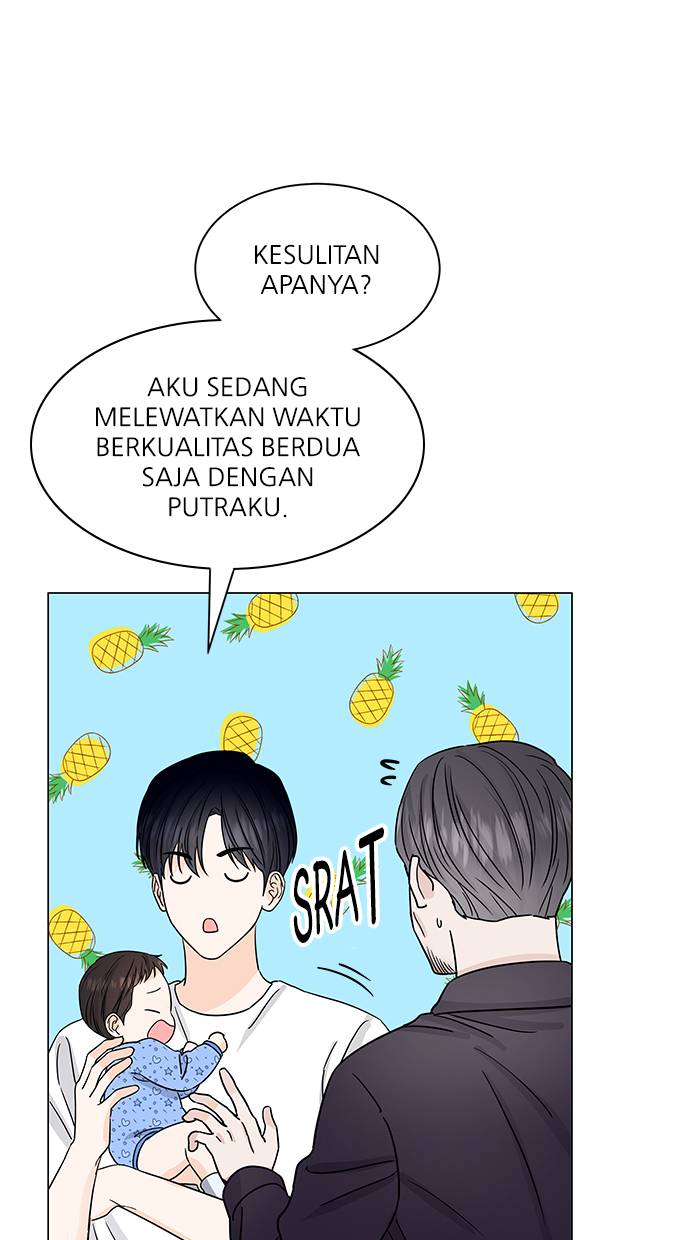 KESULITAN
APANYA?
AKU SEDANG
MELEWATKAN WAKTU
BERKUALITAS BERDUA
SAJA DENGAN
PUTRAKU.
SRAT